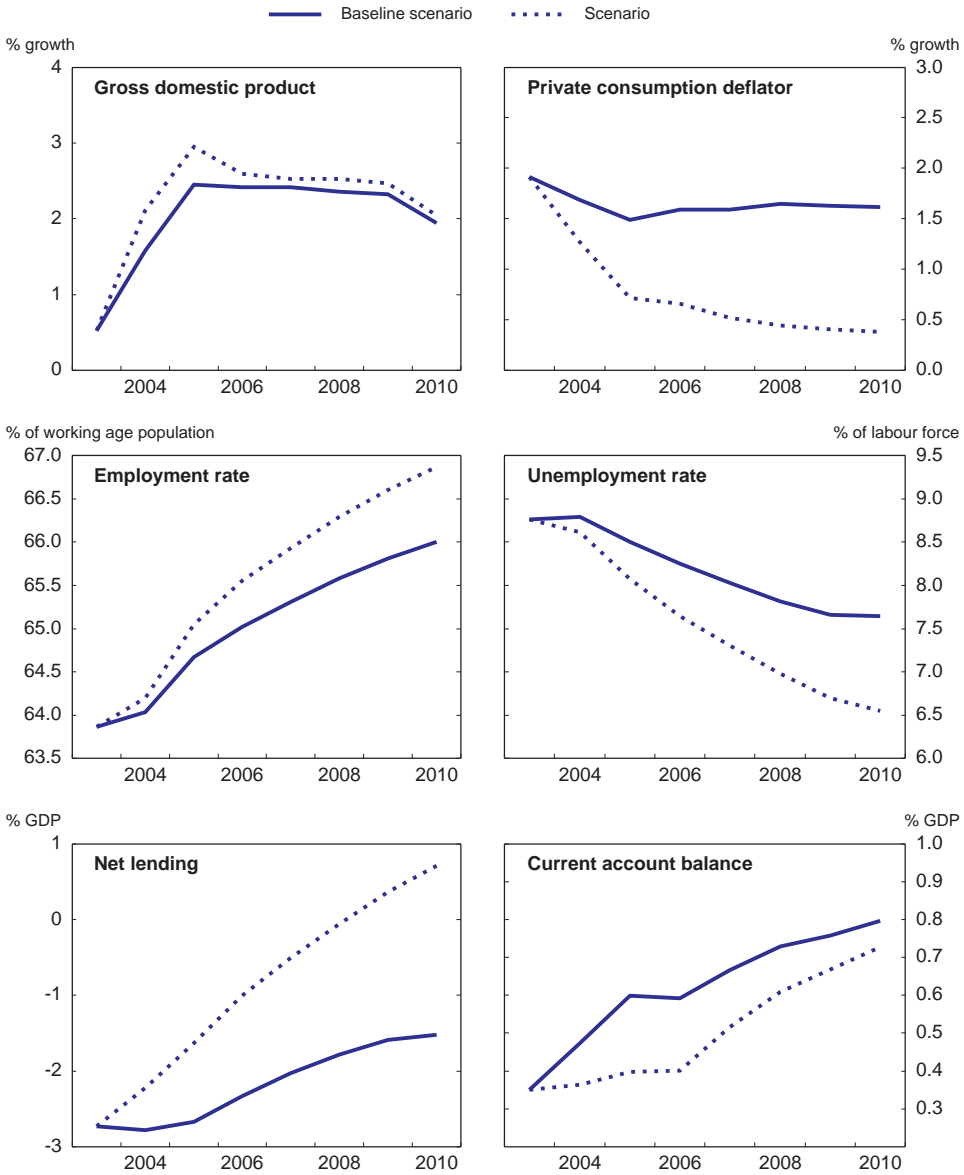 Baseline scenario Scenario
% growth % growth
Gross domestic product Private consumption deflator
4 3.0
2.5
3
2.0
2 1.5
1.0
1
0.5
0 0.0
2004 2006 2008 2010 2004 2006 2008 2010
% of working age population % of labour force
Employment rate Unemployment rate
67.0 9.5
66.5 9.0
66.0 8.5
65.5 8.0
65.0 7.5
64.5 7.0
64.0 6.5
63.5 6.0
2004 2006 2008 2010 2004 2006 2008 2010
% GDP % GDP
Net lending Current account balance
1 1.0
0.9
0 0.8
0.7
-1 0.6
0.5
-2 0.4
0.3
-3
2004 2006 2008 2010 2004 2006 2008 2010